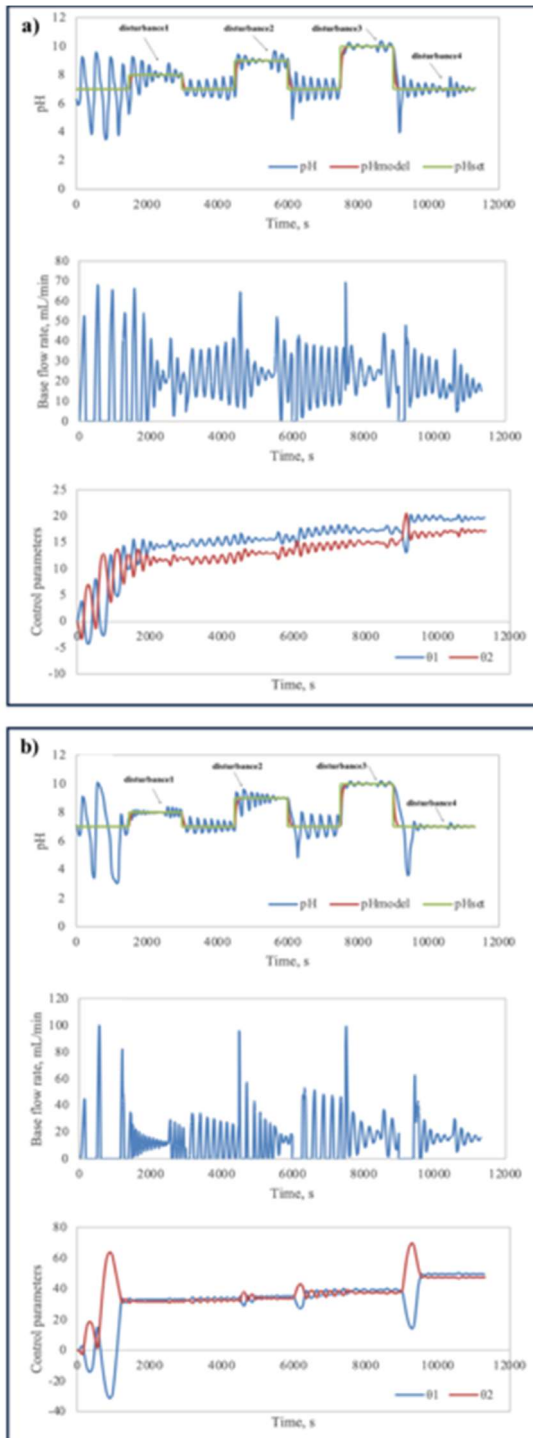 a)
disturbance1
disturbance2
disturbance3
disturbance4
12
10
8
6
4
2
0
pH
0 2000 4000 6000 8000 10000 12000
Time, s
pH pHmodel pHset
80
70
60
50
40
30
20
10
0
Base flow rate, mL/min
0 2000 4000 6000 8000 10000 12000
Time, s
25
20
15
10
5
0
-5
-10
Control parameters
0 2000 4000 6000 8000 10000 12000
Time, s
θ1 θ2
b)
disturbance1
disturbance2
disturbance3
disturbance4
12
10
8
6
4
2
0
pH
0 2000 4000 6000 8000 10000 12000
Time, s
pH pHmodel pHset
120
100
80
60
40
20
0
Base flow rate, mL/min
0 2000 4000 6000 8000 10000 12000
Time, s
80
60
40
20
0
-20
-40
Control parameters
0 2000 4000 6000 8000 10000 12000
Time, s
θ1 θ2